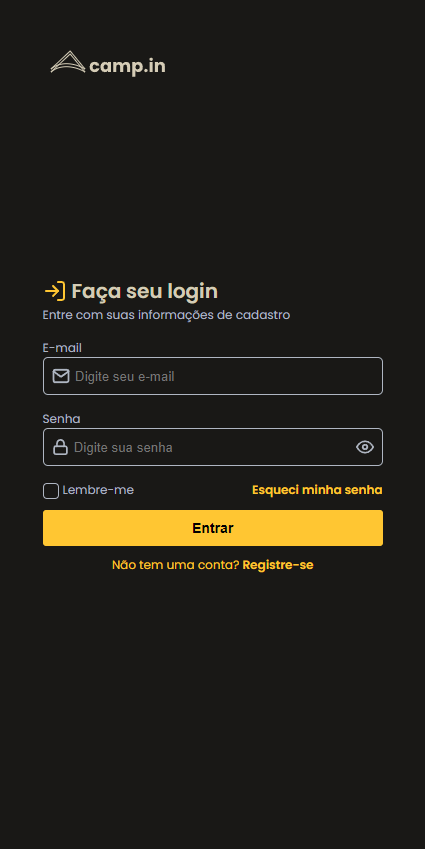 camp.in
Faça seu login
Entre com suas informações de cadastro
E-mail
Digite seu e-mail
Senha
Digite sua senha
Lembre-me Esqueci minha senha
Entrar
Não tem uma conta? Registre-se